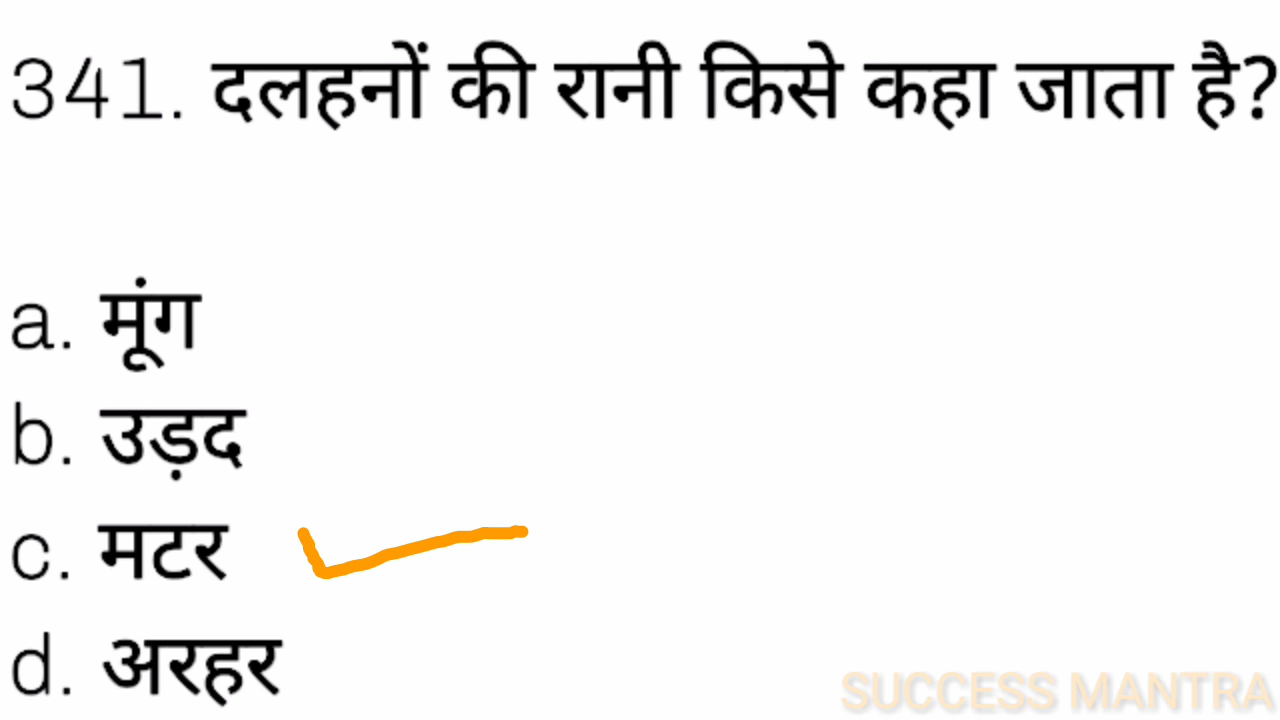 341. दलहनों की रानी किसे कहा जाता है?
a. मूंग
b. उड़द
c. मटर
d. अरहर
SUCCESS MANTRA